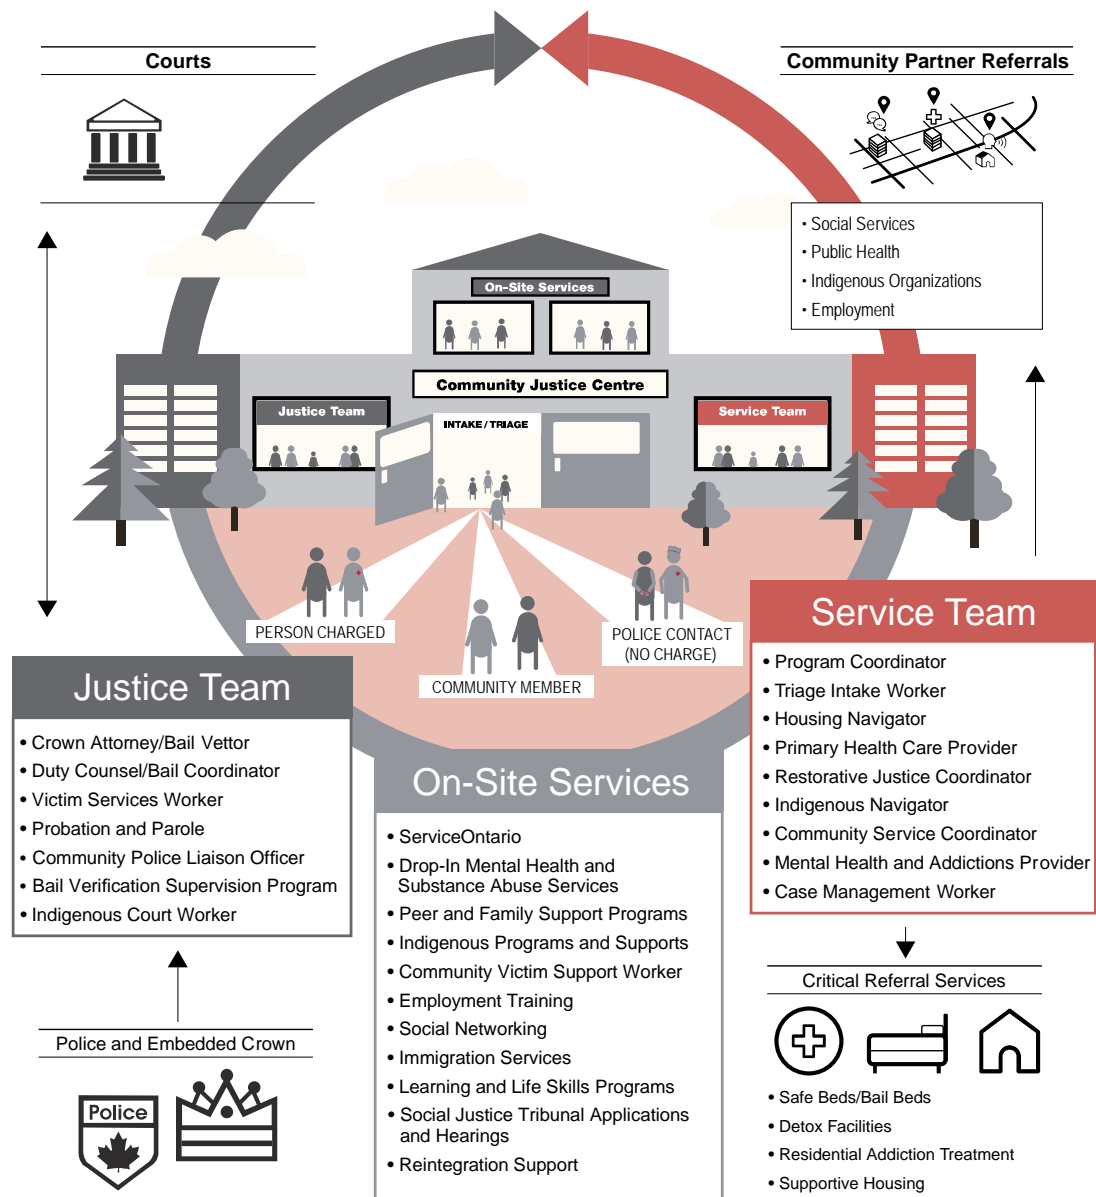 Courts
Community Partner Referrals
• Social Services
• Public Health
• Indigenous Organizations
• Employment
On-Site Services
Community Justice Centre
Justice Team
INTAKE / TRIAGE
Service Team
PERSON CHARGED
COMMUNITY MEMBER
POLICE CONTACT
(NO CHARGE)
Justice Team
• Crown Attorney/Bail Vettor
• Duty Counsel/Bail Coordinator
• Victim Services Worker
• Probation and Parole
• Community Police Liaison Officer
• Bail Verification Supervision Program
• Indigenous Court Worker
Police and Embedded Crown
Police
On-Site Services
• ServiceOntario
• Drop-In Mental Health and
Substance Abuse Services
• Peer and Family Support Programs
• Indigenous Programs and Supports
• Community Victim Support Worker
• Employment Training
• Social Networking
• Immigration Services
• Learning and Life Skills Programs
• Social Justice Tribunal Applications
and Hearings
• Reintegration Support
Service Team
• Program Coordinator
• Triage Intake Worker
• Housing Navigator
• Primary Health Care Provider
• Restorative Justice Coordinator
• Indigenous Navigator
• Community Service Coordinator
• Mental Health and Addictions Provider
• Case Management Worker
Critical Referral Services
• Safe Beds/Bail Beds
• Detox Facilities
• Residential Addiction Treatment
• Supportive Housing